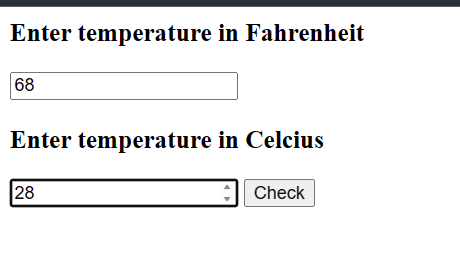 Enter temperature in Fahrenheit
68
Enter temperature in Celcius
28 Check